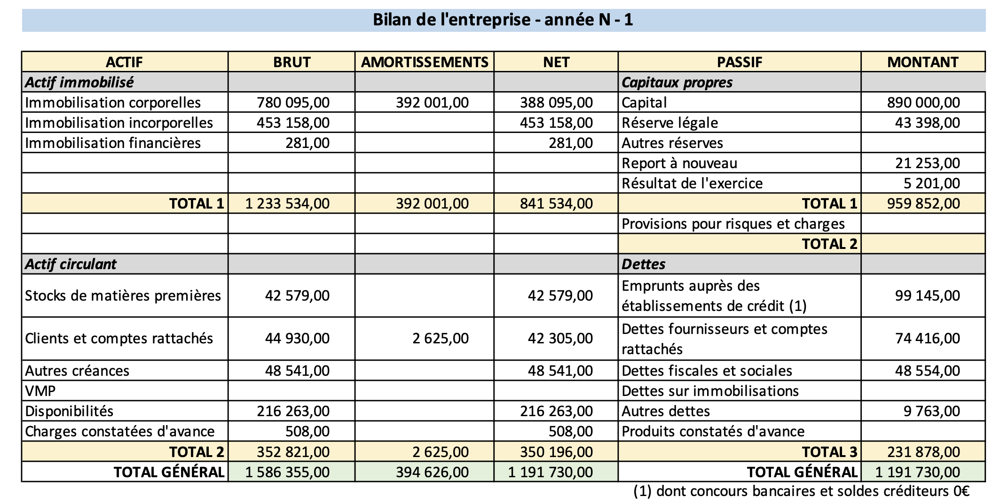 Bilan de l'entreprise - année N - 1
ACTIF BRUT AMORTISSEMENTS NET PASSIF MONTANT
Actif immobilisé Capitaux propres
Immobilisation corporelles 780 095,00 392 001,00 388 095,00 Capital 890 000,00
Immobilisation incorporelles 453 158,00 453 158,00 Réserve légale 43 398,00
Immobilisation financières 281,00 281,00 Autres réserves
Report à nouveau 21 253,00
Résultat de l'exercice 5 201,00
TOTAL 1 1 233 534,00 392 001,00 841 534,00 TOTAL 1 959 852,00
Provisions pour risques et charges
TOTAL 2
Actif circulant Dettes
Stocks de matières premières 42 579,00 42 579,00 Emprunts auprès des
établissements de crédit (1) 99 145,00
Clients et comptes rattachés 44 930,00 2 625,00 42 305,00 Dettes fournisseurs et comptes
rattachés 74 416,00
Autres créances 48 541,00 48 541,00 Dettes fiscales et sociales 48 554,00
VMP Dettes sur immobilisations
Disponibilités 216 263,00 216 263,00 Autres dettes 9 763,00
Charges constatées d'avance 508,00 508,00 Produits constatés d'avance
TOTAL 2 352 821,00 2 625,00 350 196,00 TOTAL 3 231 878,00
TOTAL GÉNÉRAL 1 586 355,00 394 626,00 1 191 730,00 TOTAL GÉNÉRAL 1 191 730,00
(1) dont concours bancaires et soldes créditeurs 0€